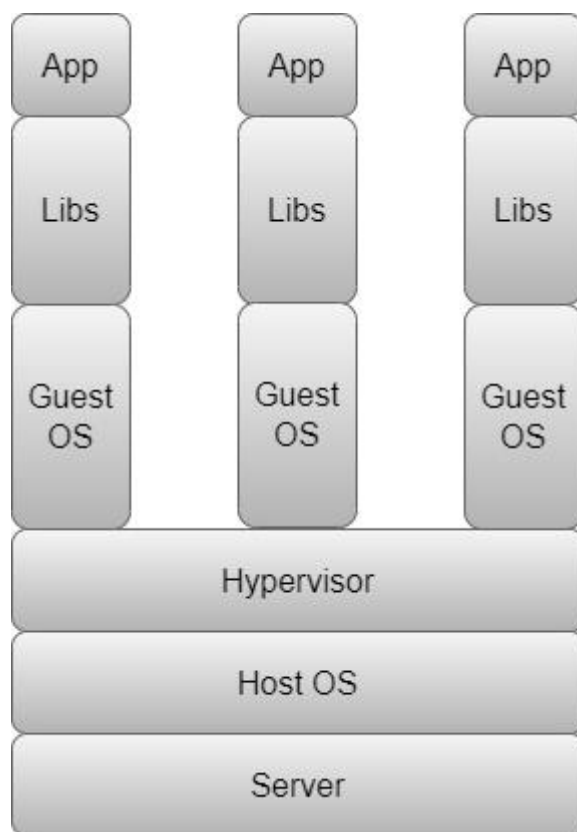 App App App
Libs Libs Libs
Guest Guest Guest
OS OS OS
Hypervisor
Host OS
Server